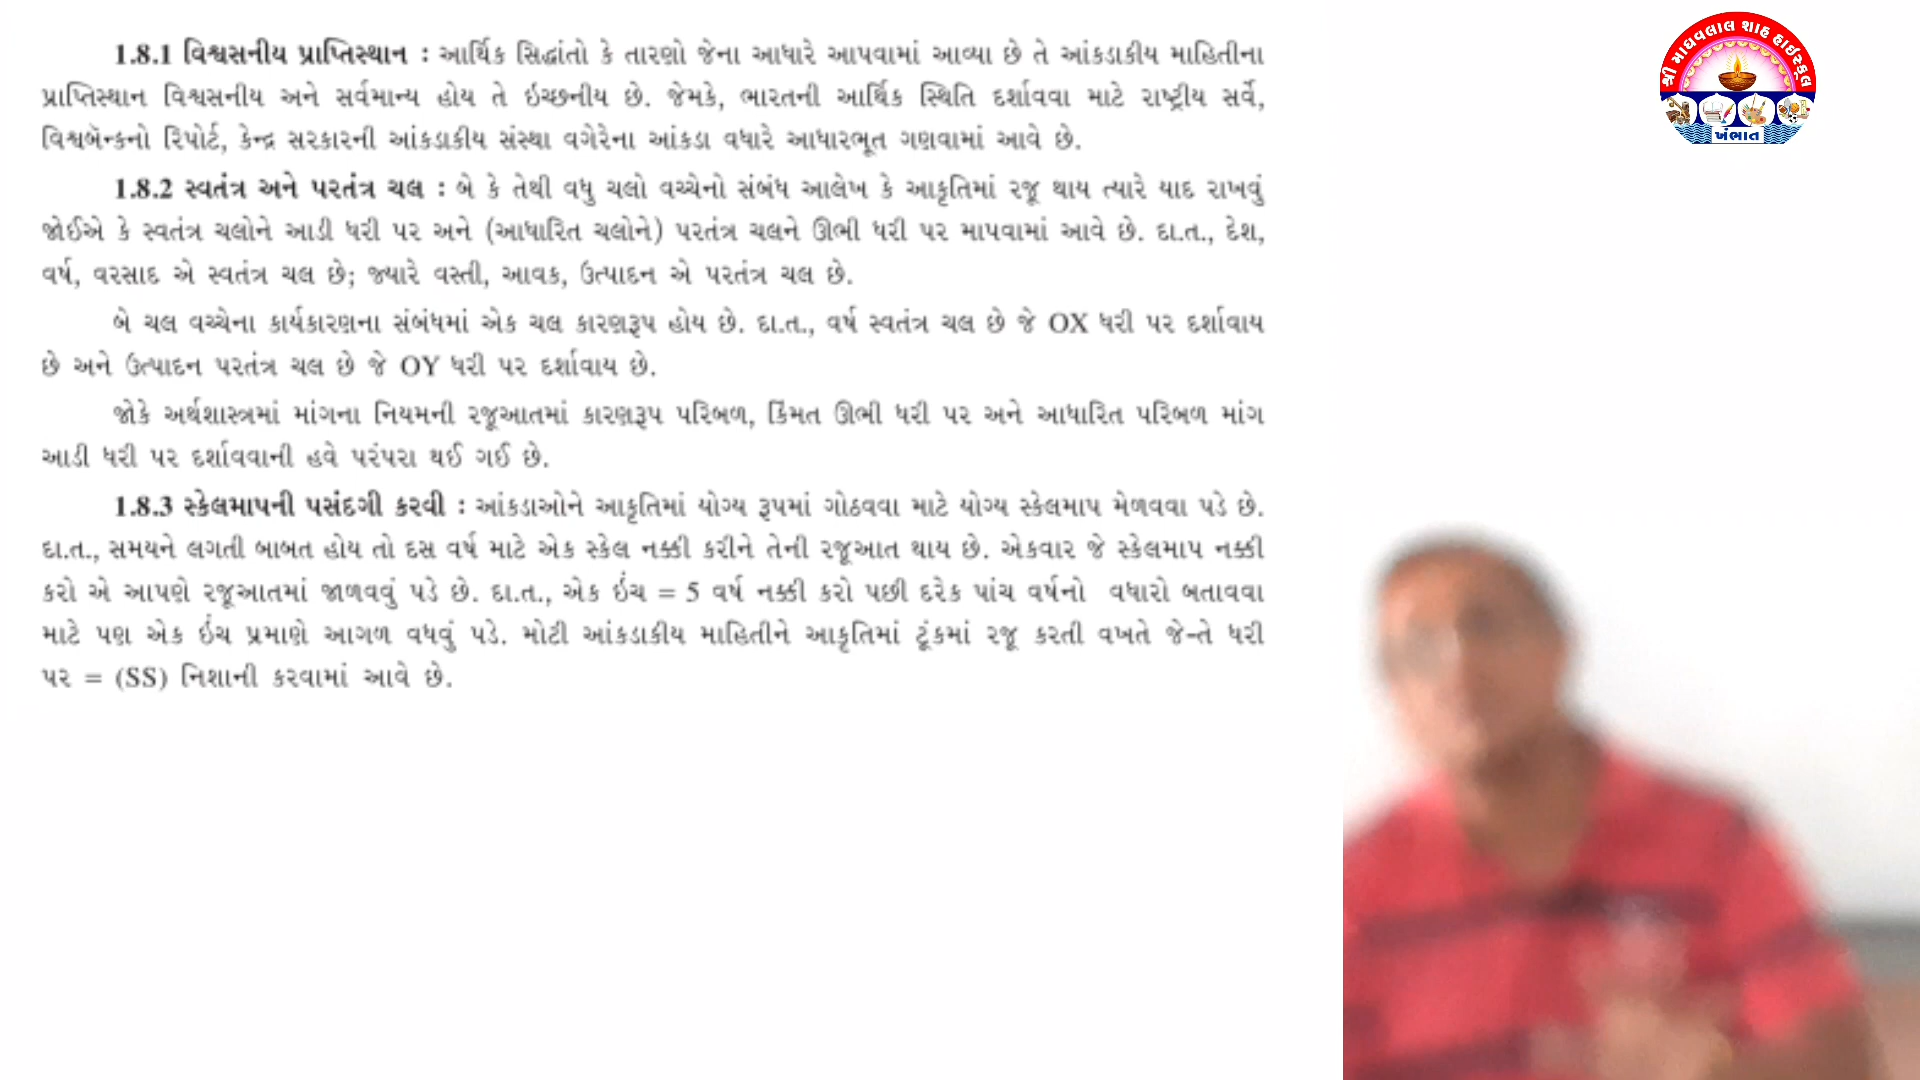 1.8.1 વિશ્વસનીય પ્રાપ્તિસ્થાન : આર્થિક સિદ્ધાંતો કે તારણો જેના આધારે આપવામાં આવ્યા છે તે આંકડાકીય માહિતીના
પ્રાપ્તિસ્થાન વિશ્વસનીય અને સર્વમાન્ય હોય તે ઇચ્છનીય છે. જેમકે, ભારતની આર્થિક સ્થિતિ દર્શાવવા માટે રાષ્ટ્રીય સર્વે,
વિશ્વબૅન્કનો રિપોર્ટ, કેન્દ્ર સરકારની આંકડાકીય સંસ્થા વગેરેના આંકડા વધારે આધારભૂત ગણવામાં આવે છે.
1.8.2 સ્વતંત્ર અને પરતંત્ર ચલ : બે કે તેથી વધુ ચલો વચ્ચેનો સંબંધ આલેખ કે આકૃતિમાં રજૂ થાય ત્યારે યાદ રાખવું
જોઈએ કે સ્વતંત્ર ચલોને આડી ધરી પર અને (આધારિત ચલોને) પરતંત્ર ચલને ઊભી ધરી પર માપવામાં આવે છે. દા.ત., દેશ,
વર્ષ, વરસાદ એ સ્વતંત્ર ચલ છે; જ્યારે વસ્તી, આવક, ઉત્પાદન એ પરતંત્ર ચલ છે.
બે ચલ વચ્ચેના કાર્યકારણના સંબંધમાં એક ચલ કારણરૂપ હોય છે. દા.ત., વર્ષ સ્વતંત્ર ચલ છે જે OX ધરી પર દર્શાવાય
છે અને ઉત્પાદન પરતંત્ર ચલ છે જે OY ધરી પર દર્શાવાય છે.
જોકે અર્થશાસ્ત્રમાં માંગના નિયમની રજૂઆતમાં કારણરૂપ પરિબળ, કિંમત ઊભી ધરી પર અને આધારિત પરિબળ માંગ
આડી ધરી પર દર્શાવવાની હવે પરંપરા થઈ ગઈ છે.
1.8.3 સ્કેલમાપની પસંદગી કરવી : આંકડાઓને આકૃતિમાં યોગ્ય રૂપમાં ગોઠવવા માટે યોગ્ય સ્કેલમાપ મેળવવા પડે છે.
દા.ત., સમયને લગતી બાબત હોય તો દસ વર્ષ માટે એક સ્કેલ નક્કી કરીને તેની રજૂઆત થાય છે. એકવાર જે સ્કેલમાપ નક્કી
કરો એ આપણે રજૂઆતમાં જાળવવું પડે છે. દા.ત., એક ઇંચ = 5 વર્ષ નક્કી કરો પછી દરેક પાંચ વર્ષનો વધારો બતાવવા
માટે પણ એક ઇંચ પ્રમાણે આગળ વધવું પડે. મોટી આંકડાકીય માહિતીને આકૃતિમાં ટૂંકમાં રજૂ કરતી વખતે જે-તે ધરી
પર = (SS) નિશાની કરવામાં આવે છે.
શ્રી માધવલાલ શાહ હાઈસ્કૂલ
ખંભાત